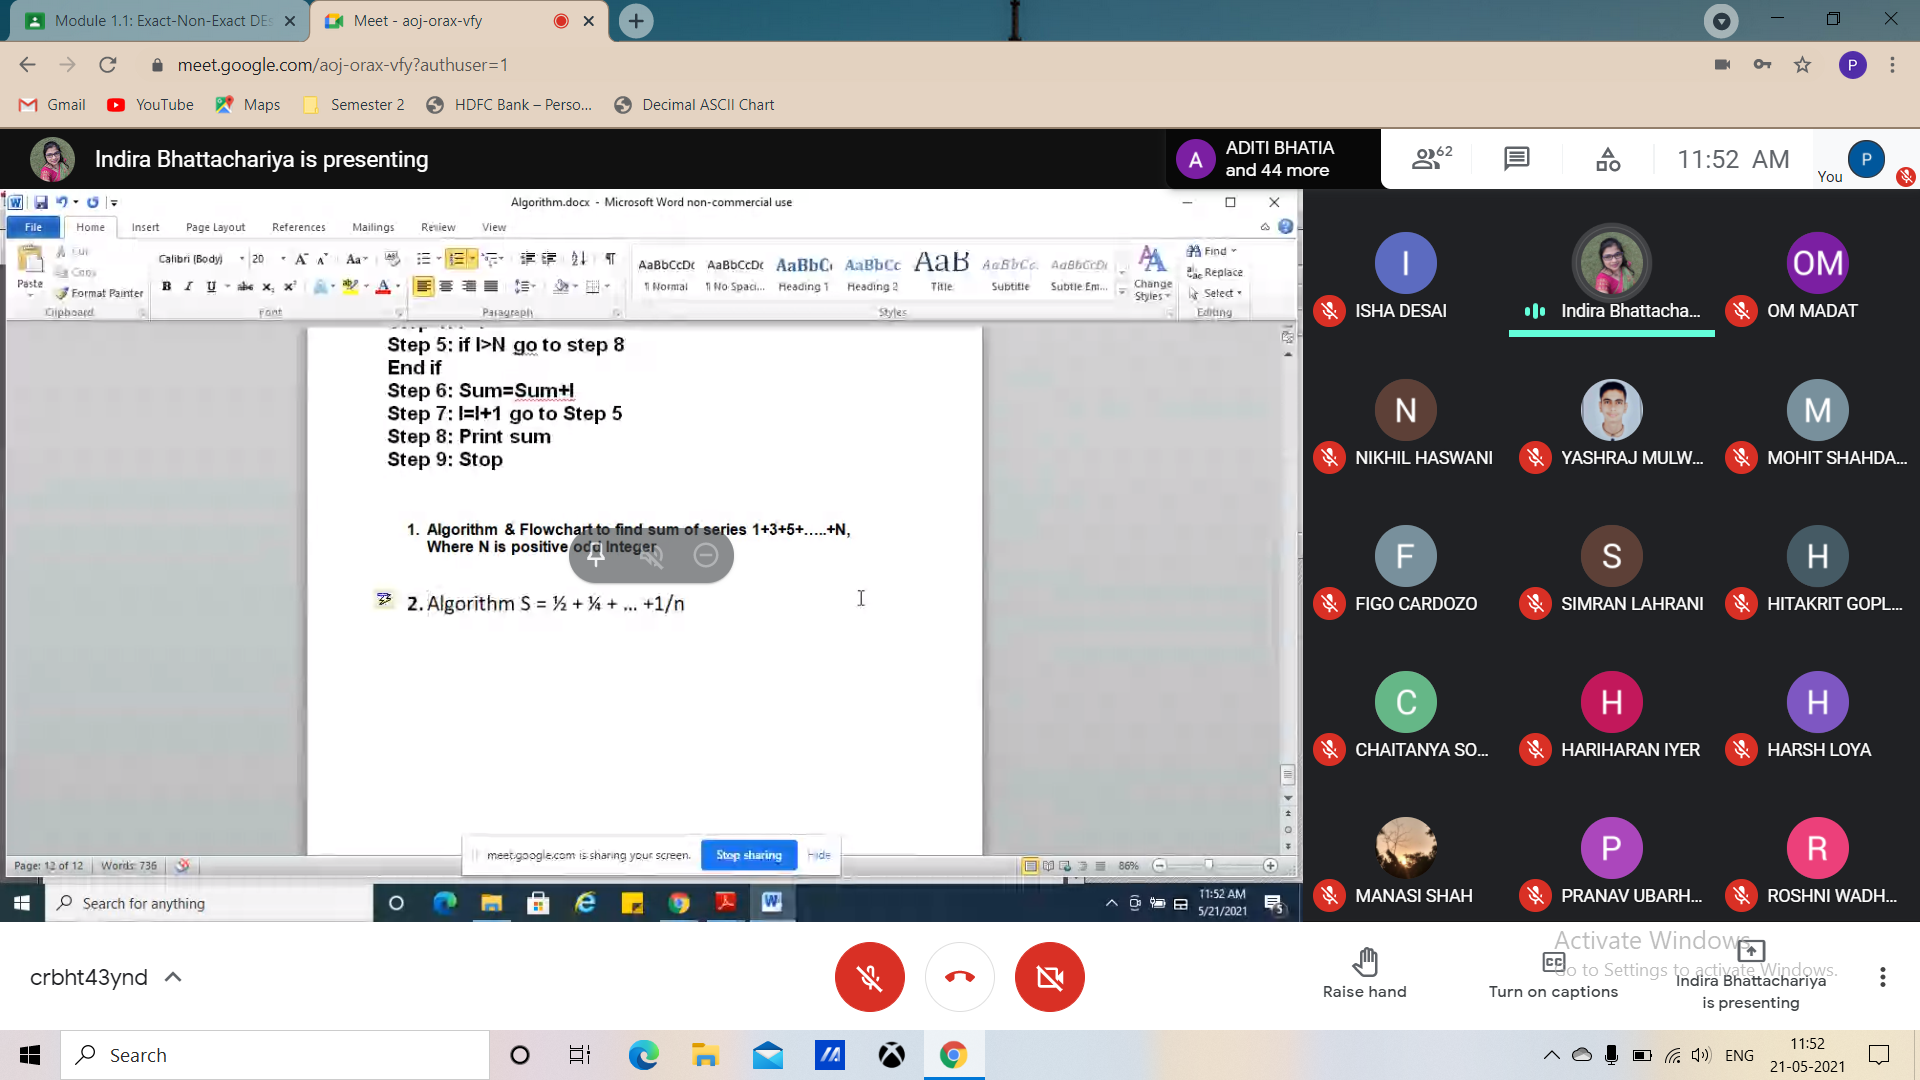 Module 1.1: Exact-Non-Exact DEs
Meet - aoj-orax-vfy
meet.google.com/aoj-orax-vfy?authuser=1
P
Gmail
YouTube
Maps
Semester 2
HDFC Bank – Perso...
Decimal ASCII Chart
Indira Bhattachariya is presenting
A
ADITI BHATIA
and 44 more
62
11:52 AM
You
P
Algorithm.docx - Microsoft Word non-commercial use
File Home Insert Page Layout References Mailings Review View
Paste
Cut
Copy
Format Painter
Clipboard
Calibri (Body) 20
Font
Paragraph
AaBbCcDc AaBbCcDc AaBbC AaBbCc AaB AaBbCc. AaBbCcDi
¶ Normal ¶ No Spaci... Heading 1 Heading 2 Title Subtitle Subtle Em...
Change
Styles
Styles
Find
Replace
Select
Editing
Step 5: if I>N go to step 8
End if
Step 6: Sum=Sum+I
Step 7: I=I+1 go to Step 5
Step 8: Print sum
Step 9: Stop
1. Algorithm & Flowchart to find sum of series 1+3+5+…..+N,
Where N is positive odd Integer
2. Algorithm S = ½ + ¼ + ... +1/n
meet.google.com is sharing your screen. Stop sharing Hide
Page: 12 of 12 Words: 736
86%
Search for anything
11:52 AM
5/21/2021
5
I
ISHA DESAI
Indira Bhattacha...
OM
OM MADAT
N
NIKHIL HASWANI
YASHRAJ MULW...
M
MOHIT SHAHDA...
F
FIGO CARDOZO
S
SIMRAN LAHRANI
H
HITAKRIT GOPL...
C
CHAITANYA SO...
H
HARIHARAN IYER
H
HARSH LOYA
MANASI SHAH
P
PRANAV UBARH...
R
ROSHNI WADH...
crbht43ynd
Raise hand
Turn on captions
Indira Bhattachariya
is presenting
Activate Windows
Go to Settings to activate Windows.
Search
ENG
11:52
21-05-2021